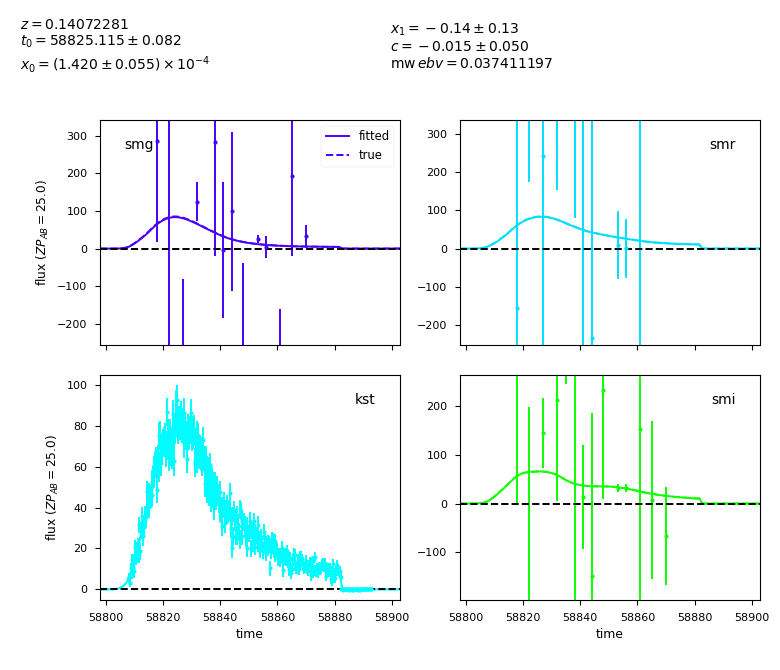 z = 0.14072281
t₀ = 58825.115 ± 0.082
x₀ = (1.420 ± 0.055) × 10⁻⁴
x₁ = −0.14 ± 0.13
c = −0.015 ± 0.050
mw ebv = 0.037411197
smg
fitted
true
300
200
100
0
−100
−200
flux (ZP_AB = 25.0)
smr
300
200
100
0
−100
−200
kst
100
80
60
40
20
0
flux (ZP_AB = 25.0)
58800 58820 58840 58860 58880 58900
time
smi
200
100
0
−100
58800 58820 58840 58860 58880 58900
time